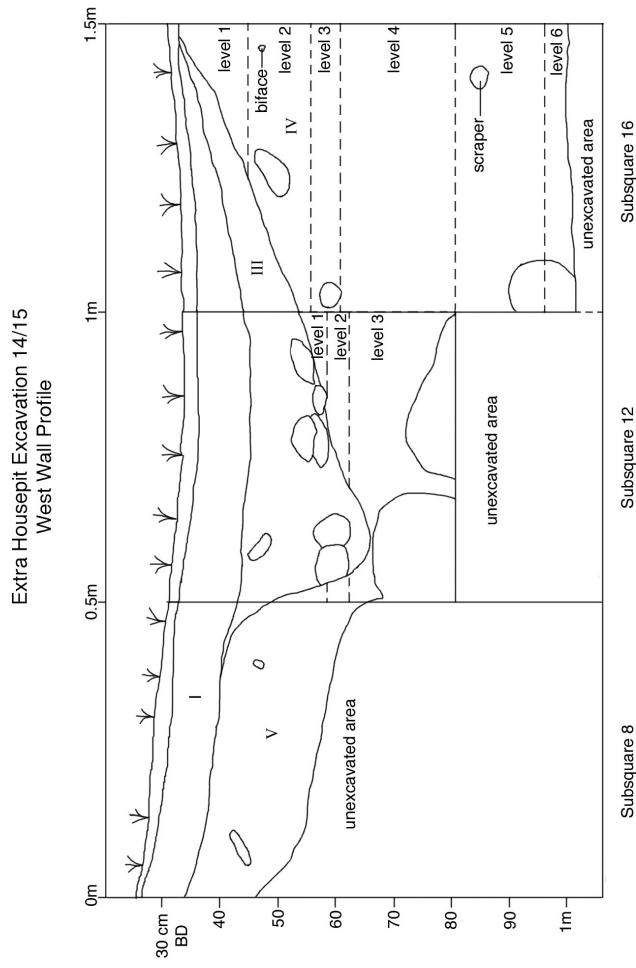 Extra Housepit Excavation 14/15
West Wall Profile
0m
0.5m
1m
1.5m
30 cm
BD
40
50
60
70
80
90
1m
I
V
unexcavated area
III
level 1
level 2
level 3
unexcavated area
level 1
level 2
level 3
level 4
level 5
level 6
biface
IV
scraper
unexcavated area
Subsquare 8
Subsquare 12
Subsquare 16